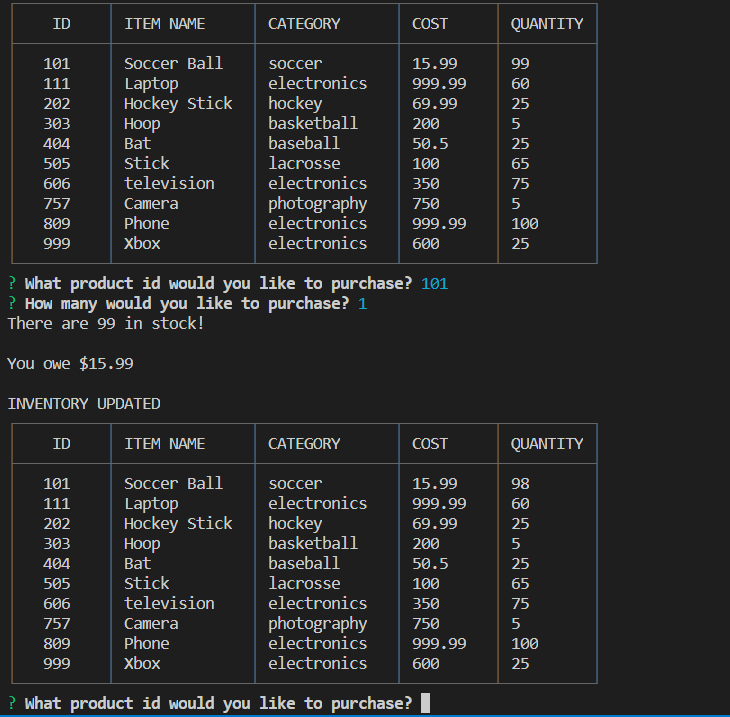 ID ITEM NAME CATEGORY COST QUANTITY
101 Soccer Ball soccer 15.99 99
111 Laptop electronics 999.99 60
202 Hockey Stick hockey 69.99 25
303 Hoop basketball 200 5
404 Bat baseball 50.5 25
505 Stick lacrosse 100 65
606 television electronics 350 75
757 Camera photography 750 5
809 Phone electronics 999.99 100
999 Xbox electronics 600 25
? What product id would you like to purchase? 101
? How many would you like to purchase? 1
There are 99 in stock!
You owe $15.99
INVENTORY UPDATED
ID ITEM NAME CATEGORY COST QUANTITY
101 Soccer Ball soccer 15.99 98
111 Laptop electronics 999.99 60
202 Hockey Stick hockey 69.99 25
303 Hoop basketball 200 5
404 Bat baseball 50.5 25
505 Stick lacrosse 100 65
606 television electronics 350 75
757 Camera photography 750 5
809 Phone electronics 999.99 100
999 Xbox electronics 600 25
? What product id would you like to purchase?